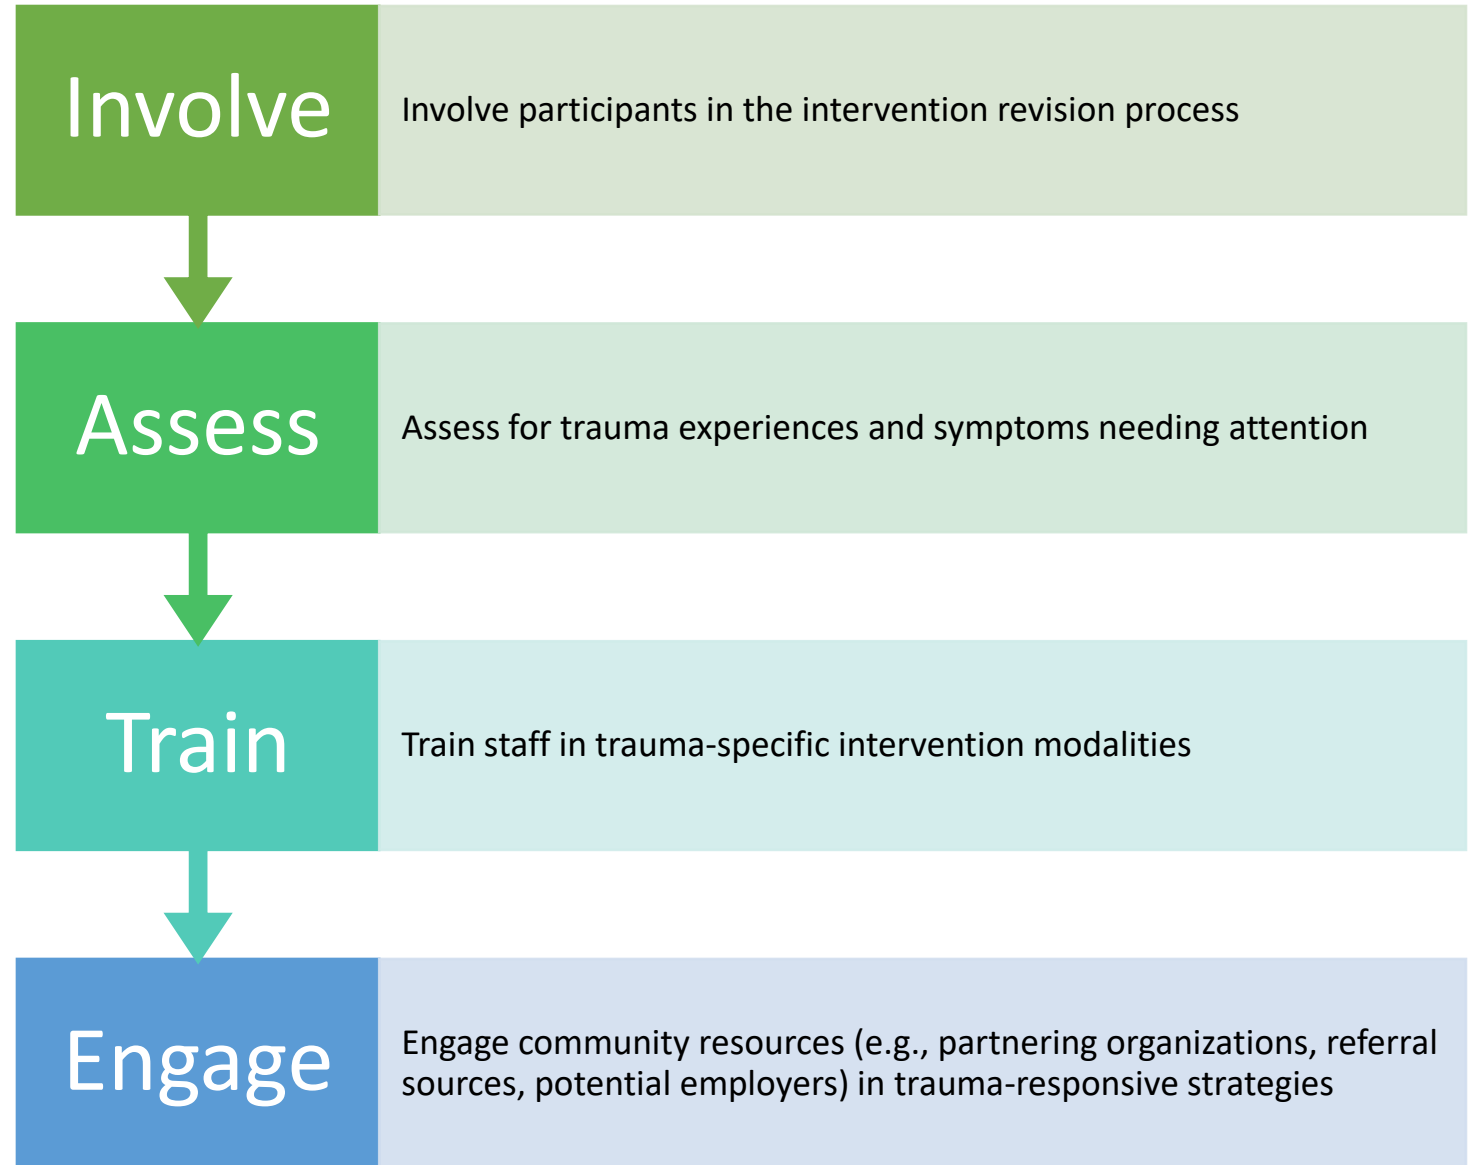 Involve
Involve participants in the intervention revision process
Assess
Assess for trauma experiences and symptoms needing attention
Train
Train staff in trauma-specific intervention modalities
Engage
Engage community resources (e.g., partnering organizations, referral
sources, potential employers) in trauma-responsive strategies